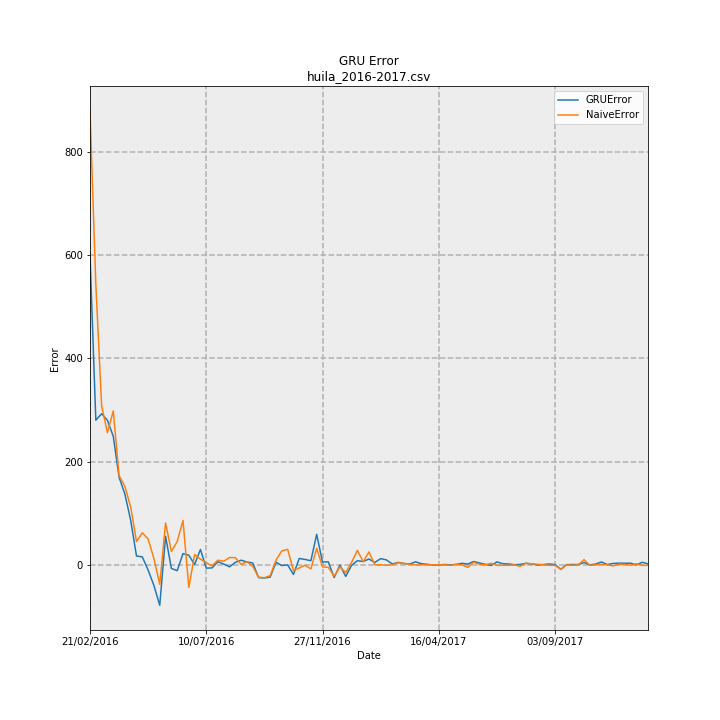 GRU Error
huila_2016-2017.csv
GRUError
NaiveError
800
600
400
200
0
Error
21/02/2016
10/07/2016
27/11/2016
16/04/2017
03/09/2017
Date